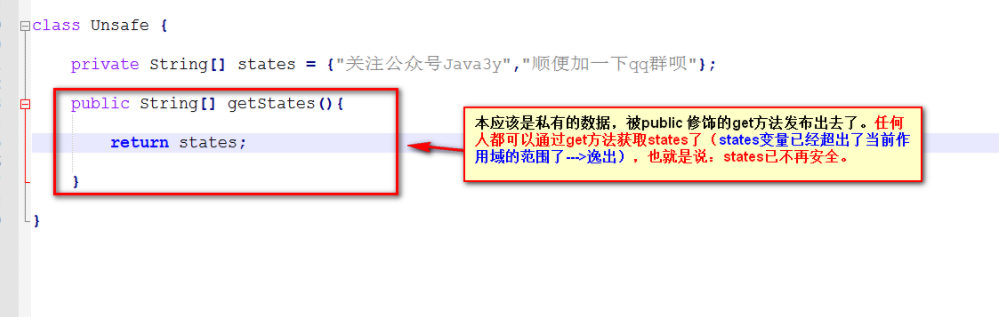 class Unsafe {
private String[] states = {"关注公众号Java3y","顺便加一下qq群呗"};
public String[] getStates(){
return states;
}
}
本应该是私有的数据，被public 修饰的get方法发布出去了。任何
人都可以通过get方法获取states了（states变量已经超出了当前作
用域的范围了--->逸出），也就是说：states已不再安全。